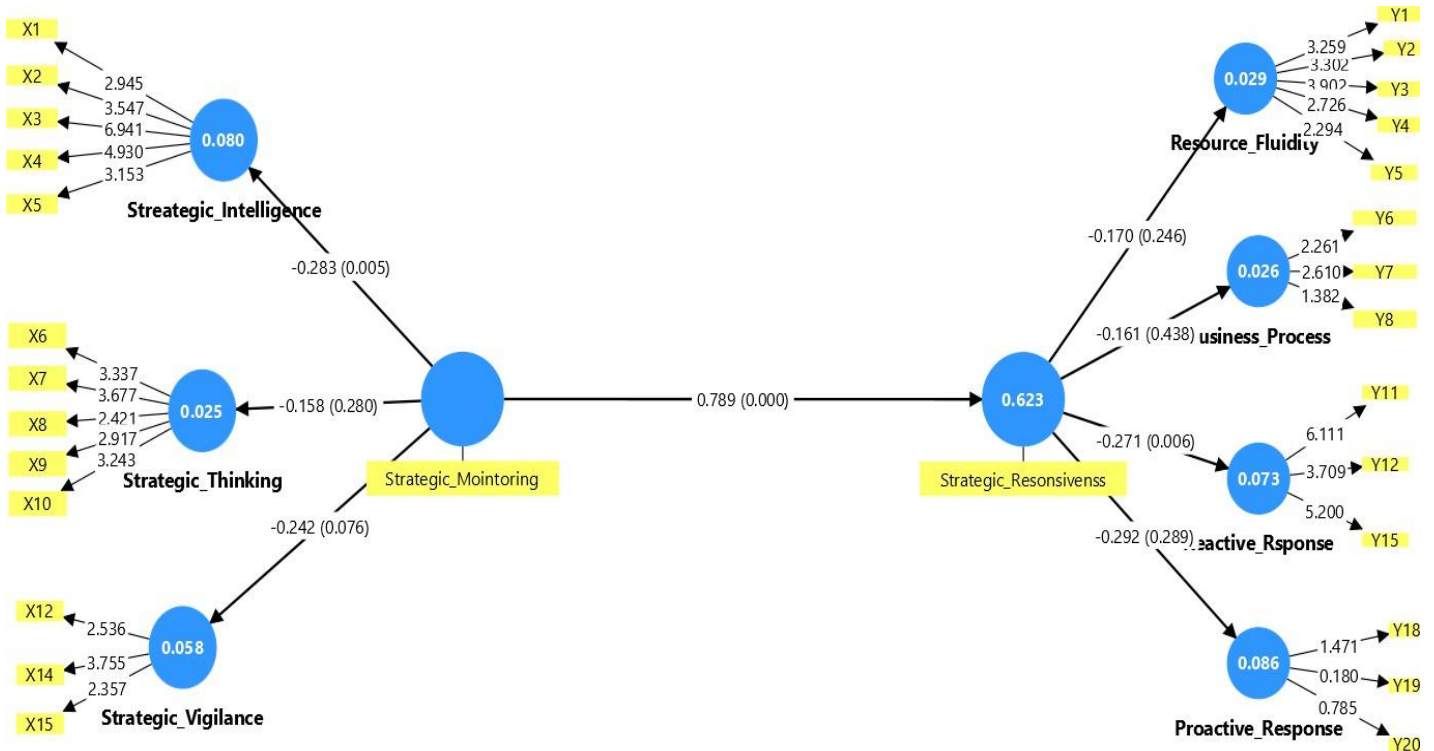 X1
X2
X3
X4
X5
2.945
3.547
6.941
4.930
3.153
0.080
Streategic_Intelligence
-0.283 (0.005)
X6
X7
X8
X9
X10
3.337
3.677
2.421
2.917
3.243
0.025
Strategic_Thinking
-0.158 (0.280)
Strategic_Mointoring
-0.242 (0.076)
X12
X14
X15
2.536
3.755
2.357
0.058
Strategic_Vigilance
0.789 (0.000)
0.623
Strategic_Resonsivenss
-0.170 (0.246)
0.029
Resource_Fluidity
3.259
3.302
3.902
2.726
2.294
Y1
Y2
Y3
Y4
Y5
-0.161 (0.438)
0.026
usiness_Process
2.261
2.610
1.382
Y6
Y7
Y8
-0.271 (0.006)
0.073
eactive_Rsponse
6.111
3.709
5.200
Y11
Y12
Y15
-0.292 (0.289)
0.086
Proactive_Response
1.471
0.180
0.785
Y18
Y19
Y20